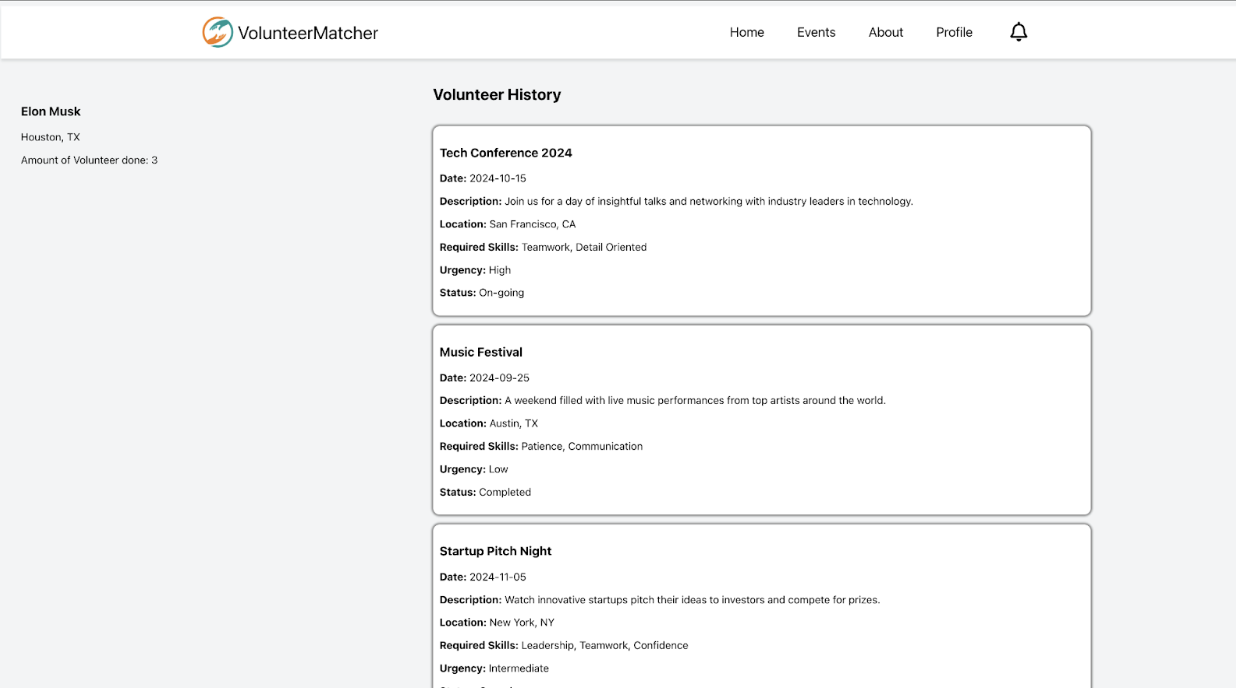 VolunteerMatcher
Home Events About Profile
Elon Musk
Houston, TX
Amount of Volunteer done: 3
Volunteer History
Tech Conference 2024
Date: 2024-10-15
Description: Join us for a day of insightful talks and networking with industry leaders in technology.
Location: San Francisco, CA
Required Skills: Teamwork, Detail Oriented
Urgency: High
Status: On-going
Music Festival
Date: 2024-09-25
Description: A weekend filled with live music performances from top artists around the world.
Location: Austin, TX
Required Skills: Patience, Communication
Urgency: Low
Status: Completed
Startup Pitch Night
Date: 2024-11-05
Description: Watch innovative startups pitch their ideas to investors and compete for prizes.
Location: New York, NY
Required Skills: Leadership, Teamwork, Confidence
Urgency: Intermediate